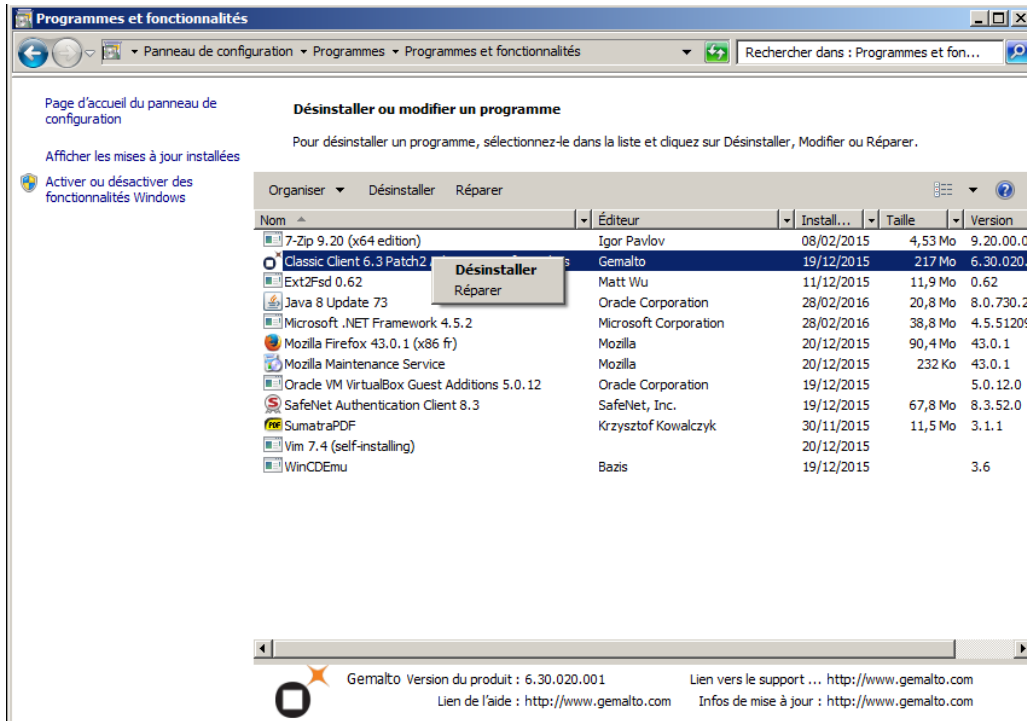 Programmes et fonctionnalités
Panneau de configuration Programmes Programmes et fonctionnalités Rechercher dans : Programmes et fon...
Page d'accueil du panneau de configuration
Afficher les mises à jour installées
Activer ou désactiver des fonctionnalités Windows
Désinstaller ou modifier un programme
Pour désinstaller un programme, sélectionnez-le dans la liste et cliquez sur Désinstaller, Modifier ou Réparer.
Organiser Désinstaller Réparer
Nom Éditeur Install... Taille Version
7-Zip 9.20 (x64 edition) Igor Pavlov 08/02/2015 4,53 Mo 9.20.00.0
Classic Client 6.3 Patch2 Gemalto 19/12/2015 217 Mo 6.30.020.
Désinstaller
Réparer
Ext2Fsd 0.62 Matt Wu 11/12/2015 11,9 Mo 0.62
Java 8 Update 73 Oracle Corporation 28/02/2016 20,8 Mo 8.0.730.2
Microsoft .NET Framework 4.5.2 Microsoft Corporation 28/02/2016 38,8 Mo 4.5.51209
Mozilla Firefox 43.0.1 (x86 fr) Mozilla 20/12/2015 90,4 Mo 43.0.1
Mozilla Maintenance Service Mozilla 20/12/2015 232 Ko 43.0.1
Oracle VM VirtualBox Guest Additions 5.0.12 Oracle Corporation 19/12/2015 5.0.12.0
SafeNet Authentication Client 8.3 SafeNet, Inc. 19/12/2015 67,8 Mo 8.3.52.0
PDF SumatraPDF Krzysztof Kowalczyk 30/11/2015 11,5 Mo 3.1.1
Vim 7.4 (self-installing) 20/12/2015
WinCDEmu Bazis 19/12/2015 3.6
Gemalto Version du produit : 6.30.020.001 Lien vers le support ... http://www.gemalto.com
Lien de l'aide : http://www.gemalto.com Infos de mise à jour : http://www.gemalto.com